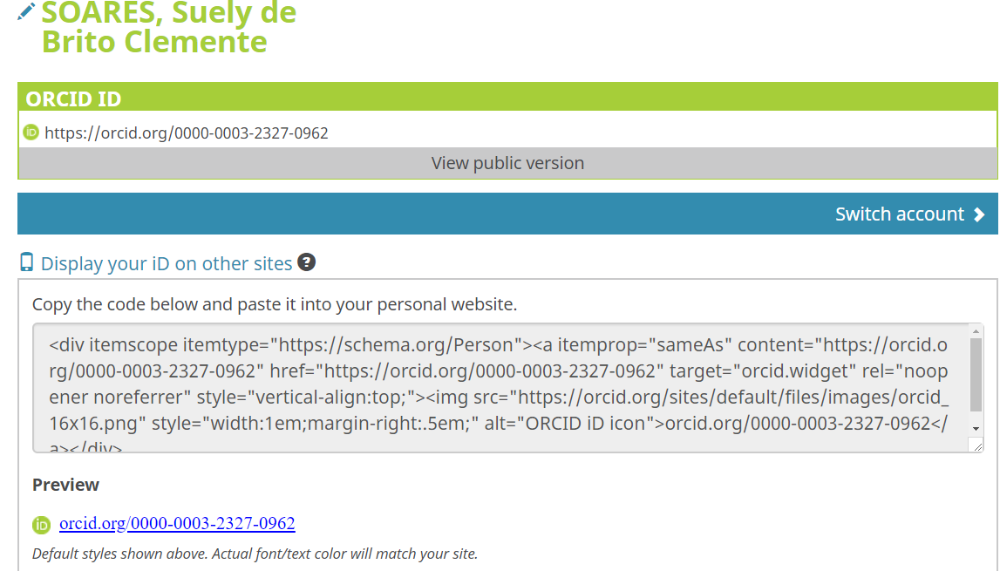 SOARES, Suely de
Brito Clemente
ORCID ID
iD https://orcid.org/0000-0003-2327-0962
View public version
Switch account
Display your iD on other sites ?
Copy the code below and paste it into your personal website.
<div itemscope itemtype="https://schema.org/Person"><a itemprop="sameAs" content="https://orcid.o
rg/0000-0003-2327-0962" href="https://orcid.org/0000-0003-2327-0962" target="orcid.widget" rel="noop
ener noreferrer" style="vertical-align:top;"><img src="https://orcid.org/sites/default/files/images/orcid_
16x16.png" style="width:1em;margin-right:.5em;" alt="ORCID iD icon">orcid.org/0000-0003-2327-0962</
a></div>
Preview
iD orcid.org/0000-0003-2327-0962
Default styles shown above. Actual font/text color will match your site.